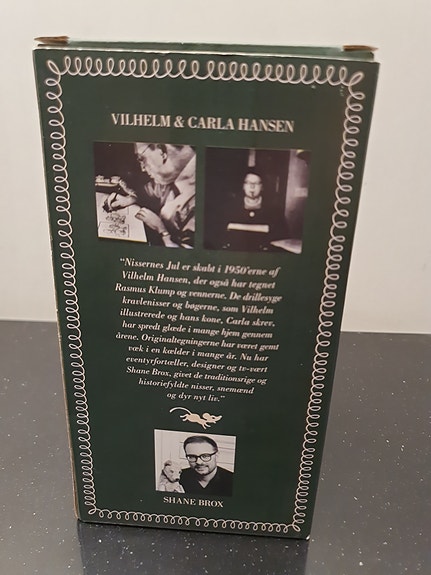 VILHELM & CARLA HANSEN
“Nissernes Jul er skabt i 1950’erne af
Vilhelm Hansen, der også har tegnet
Rasmus Klump og vennerne. De drillesyge
kravlenisser og bøgerne, som Vilhelm
illustrerede og hans kone, Carla skrev,
har spredt glæde i mange hjem gennem
årene. Originaltegningerne har været gemt
væk i en kælder i mange år. Nu har
eventyrfortæller, designer og tv-vært
Shane Brox, givet de traditionsrige og
historiefyldte nisser, snemænd
og dyr nyt liv.”
SHANE BROX